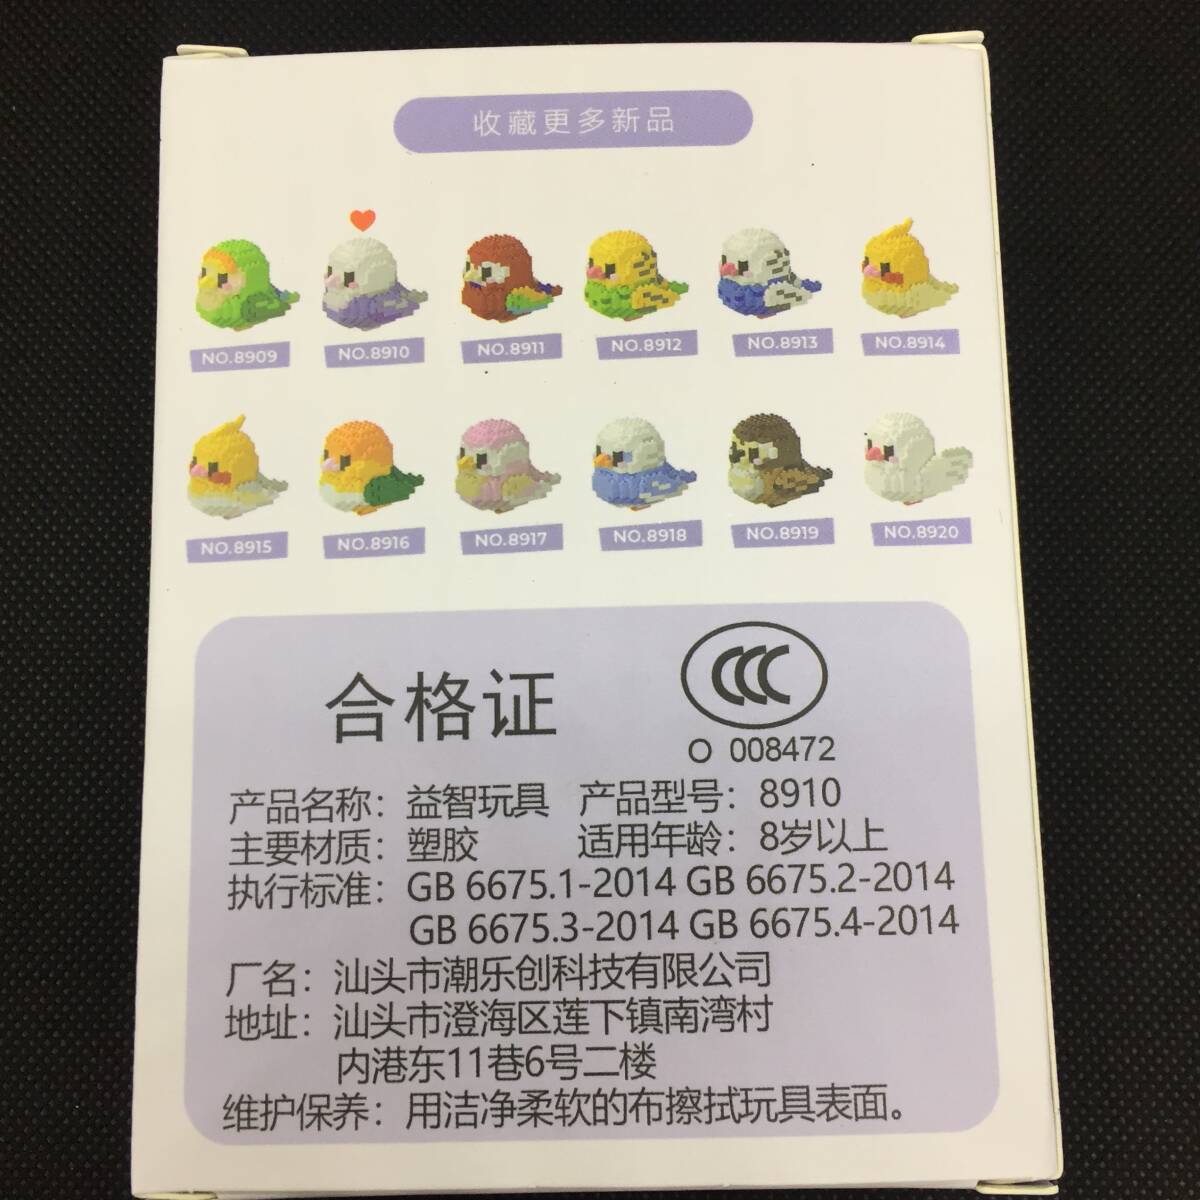 收藏更多新品
NO.8909 NO.8910 NO.8911 NO.8912 NO.8913 NO.8914
NO.8915 NO.8916 NO.8917 NO.8918 NO.8919 NO.8920
合格证
CCC
O 008472
产品名称：益智玩具 产品型号：8910
主要材质：塑胶 适用年龄：8岁以上
执行标准：GB 6675.1-2014 GB 6675.2-2014
GB 6675.3-2014 GB 6675.4-2014
厂名：汕头市潮乐创科技有限公司
地址：汕头市澄海区莲下镇南湾村
内港东11巷6号二楼
维护保养：用洁净柔软的布擦拭玩具表面。